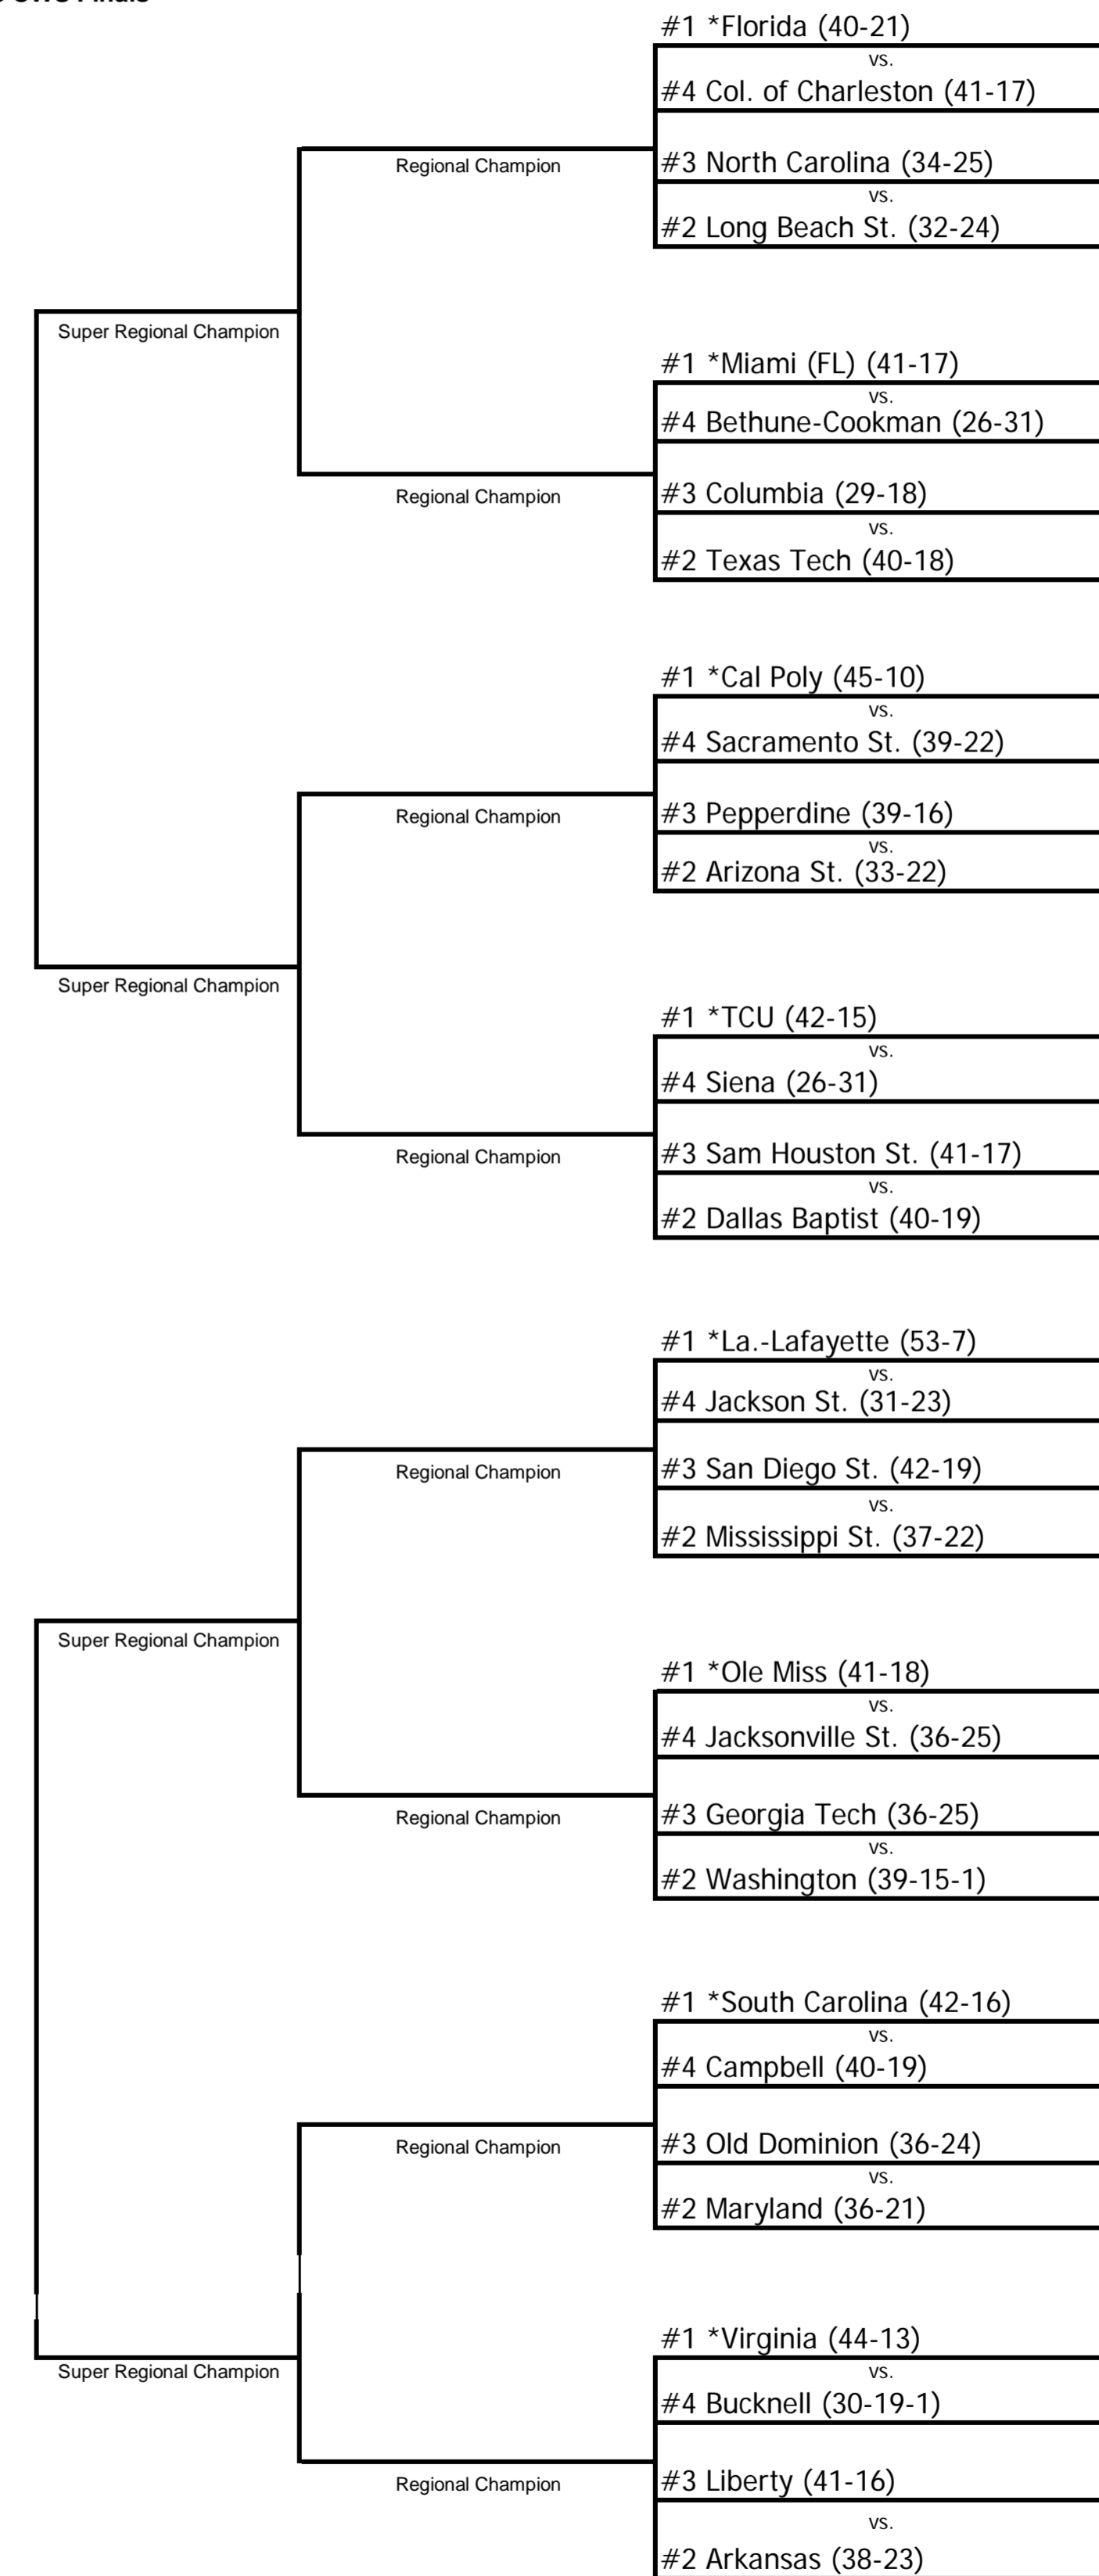 CWS Finals
#1 *Florida (40-21)
vs.
#4 Col. of Charleston (41-17)
Regional Champion
#3 North Carolina (34-25)
vs.
#2 Long Beach St. (32-24)
Super Regional Champion
#1 *Miami (FL) (41-17)
vs.
#4 Bethune-Cookman (26-31)
Regional Champion
#3 Columbia (29-18)
vs.
#2 Texas Tech (40-18)
#1 *Cal Poly (45-10)
vs.
#4 Sacramento St. (39-22)
Regional Champion
#3 Pepperdine (39-16)
vs.
#2 Arizona St. (33-22)
Super Regional Champion
#1 *TCU (42-15)
vs.
#4 Siena (26-31)
Regional Champion
#3 Sam Houston St. (41-17)
vs.
#2 Dallas Baptist (40-19)
#1 *La.-Lafayette (53-7)
vs.
#4 Jackson St. (31-23)
Regional Champion
#3 San Diego St. (42-19)
vs.
#2 Mississippi St. (37-22)
Super Regional Champion
#1 *Ole Miss (41-18)
vs.
#4 Jacksonville St. (36-25)
Regional Champion
#3 Georgia Tech (36-25)
vs.
#2 Washington (39-15-1)
#1 *South Carolina (42-16)
vs.
#4 Campbell (40-19)
Regional Champion
#3 Old Dominion (36-24)
vs.
#2 Maryland (36-21)
#1 *Virginia (44-13)
Super Regional Champion
vs.
#4 Bucknell (30-19-1)
Regional Champion
#3 Liberty (41-16)
vs.
#2 Arkansas (38-23)